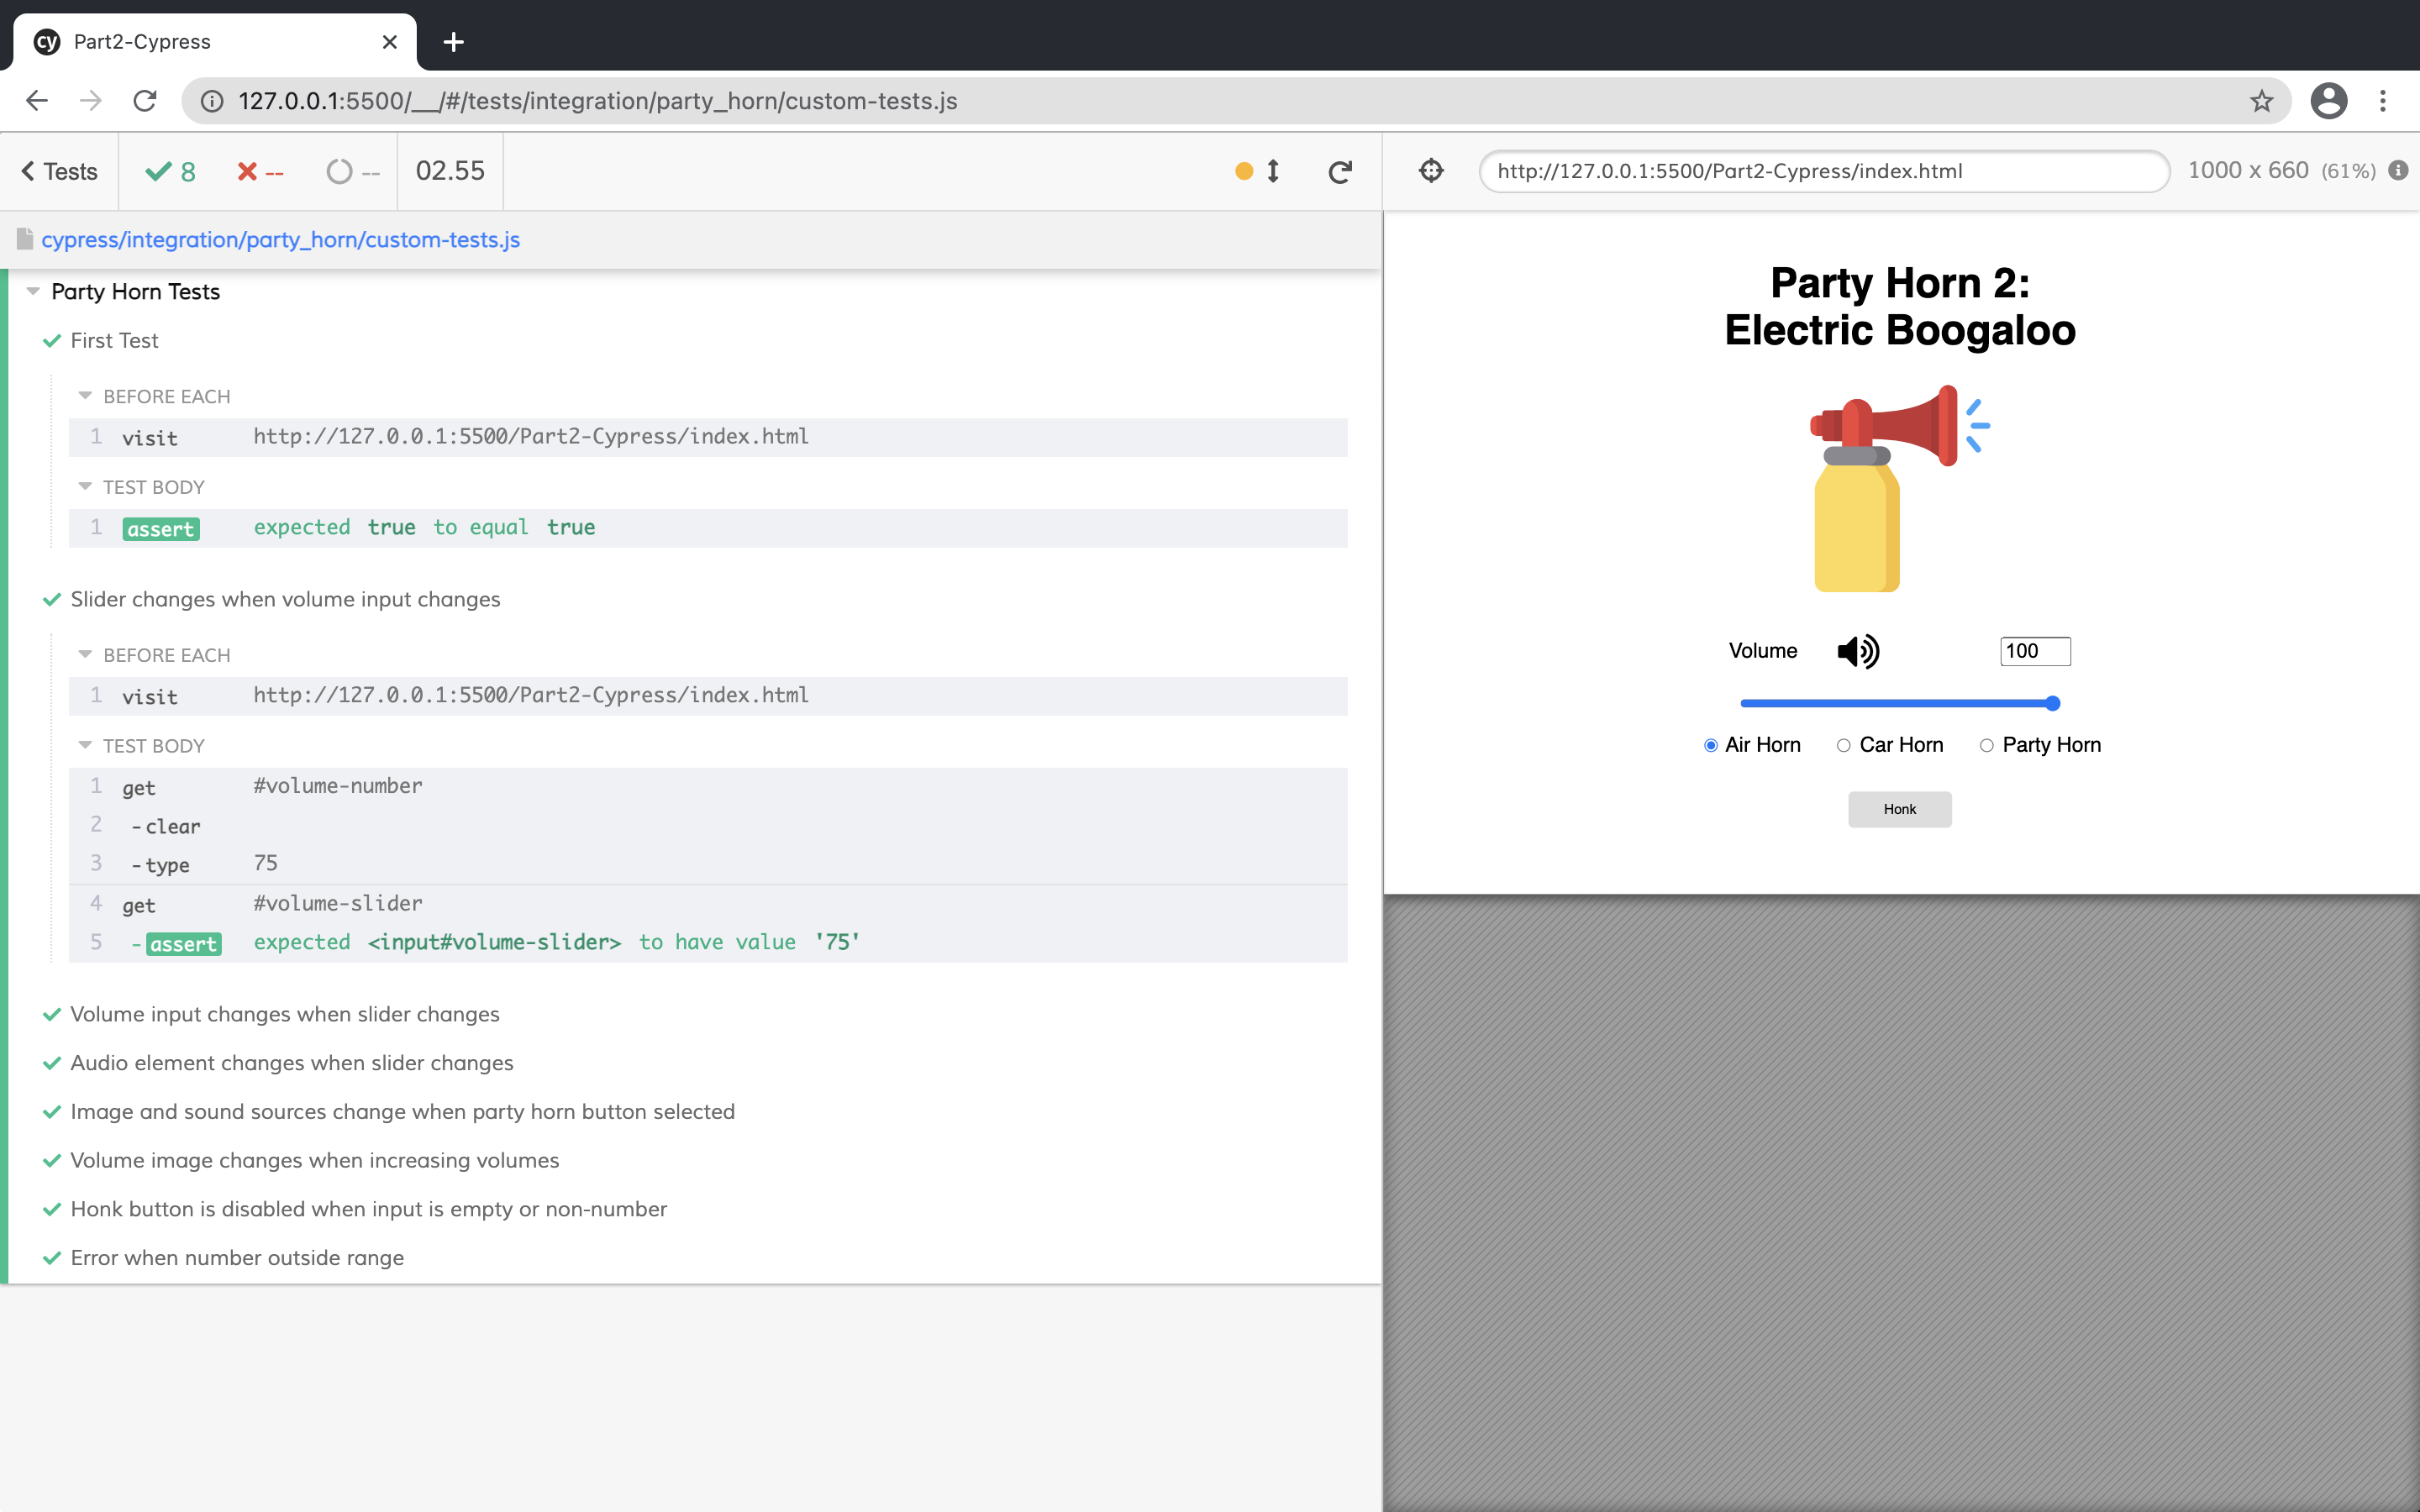 cy Part2-Cypress
127.0.0.1:5500/__/#/tests/integration/party_horn/custom-tests.js
Tests 8 -- -- 02.55
http://127.0.0.1:5500/Part2-Cypress/index.html 1000 x 660 (61%)
cypress/integration/party_horn/custom-tests.js
Party Horn Tests
First Test
BEFORE EACH
1 visit http://127.0.0.1:5500/Part2-Cypress/index.html
TEST BODY
1 assert expected true to equal true
Slider changes when volume input changes
BEFORE EACH
1 visit http://127.0.0.1:5500/Part2-Cypress/index.html
TEST BODY
1 get #volume-number
2 -clear
3 -type 75
4 get #volume-slider
5 -assert expected <input#volume-slider> to have value '75'
Volume input changes when slider changes
Audio element changes when slider changes
Image and sound sources change when party horn button selected
Volume image changes when increasing volumes
Honk button is disabled when input is empty or non-number
Error when number outside range
Party Horn 2:
Electric Boogaloo
Volume 100
Air Horn Car Horn Party Horn
Honk